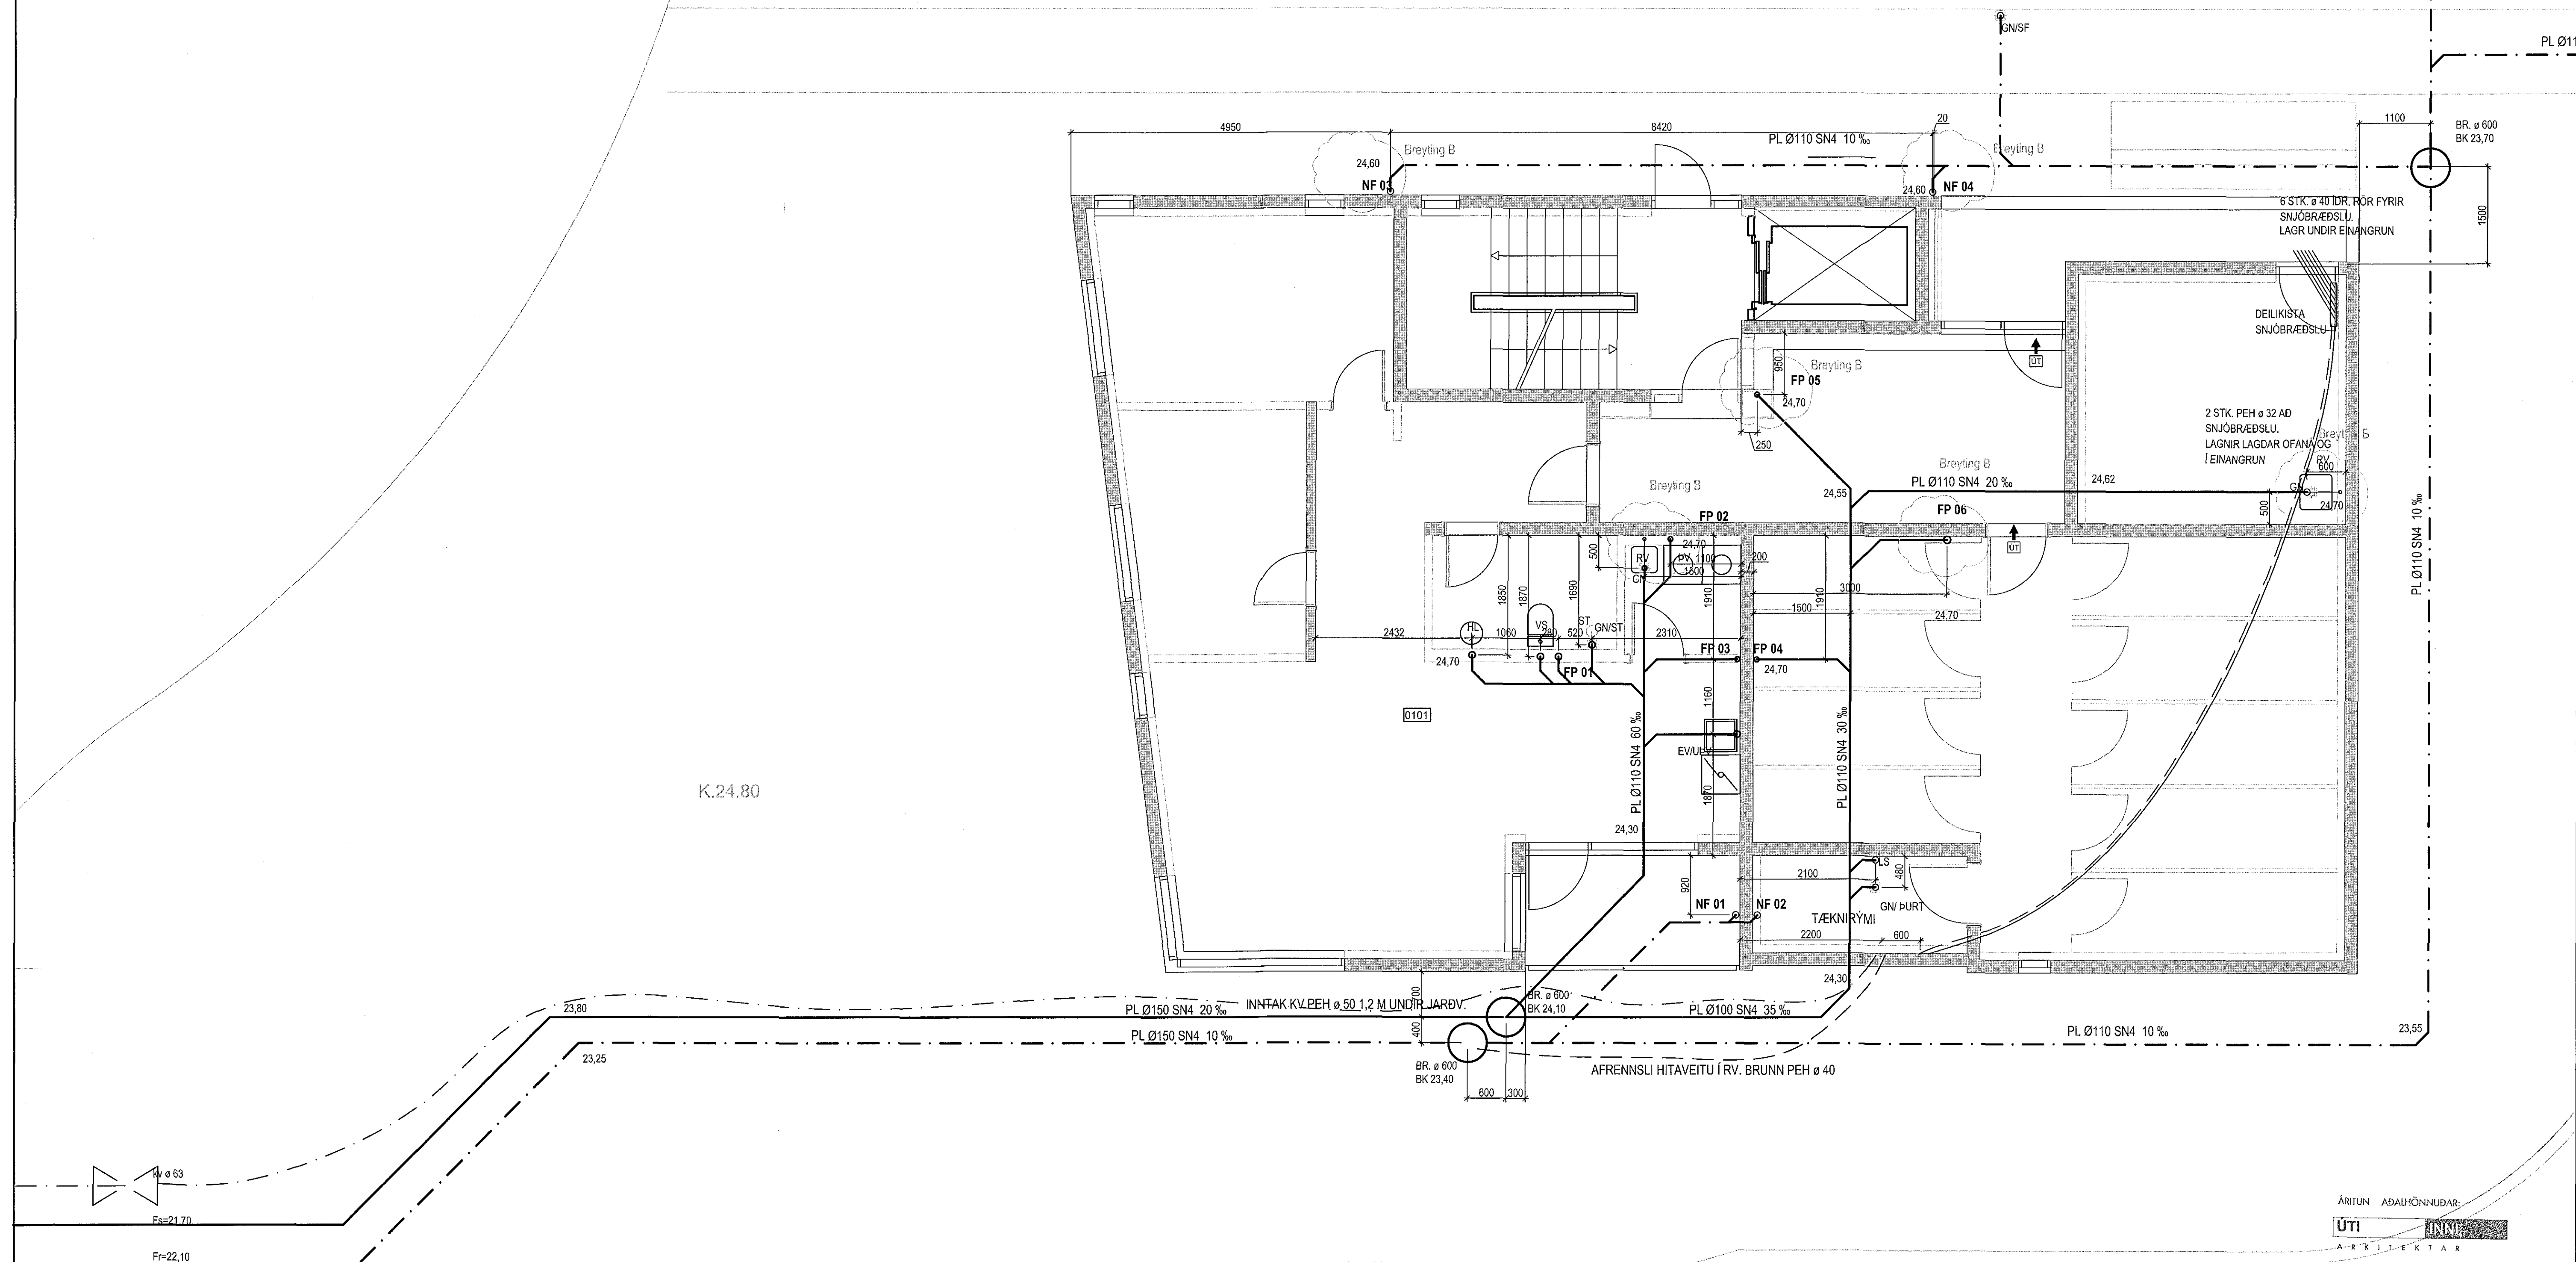 GN/SF
PL Ø11
4950
8420
20
PL Ø110 SN4 10 ‰
1100
BR. ø 600
BK 23,70
Breyting B
24,60
NF 03
Breyting B
24,60
NF 04
1500
6 STK. ø 40 ÍDR. RÖR FYRIR
SNJÓBRÆÐSLU.
LAGR UNDIR EINANGRUN
DEILIKISTA
SNJÓBRÆÐSLU
ÚT
950
Breyting B
FP 05
24,70
250
2 STK. PEH ø 32 AÐ
SNJÓBRÆÐSLU.
LAGNIR LAGÐAR OFANÁ OG
Í EINANGRUN
Breyting B
RV
600
Breyting B
Breyting B
24,55
PL Ø110 SN4 20 ‰
24,62
24,70
500
PL Ø110 SN4 10 ‰
FP 02
FP 06
ÚT
500
24,70
RV
ÞV
1100
1500
200
GN
1850
1870
1690
1910
1910
3000
1500
24,70
HL
VS
ST
GN/ST
2432
1060
280
520
2310
24,70
FP 01
FP 03
FP 04
24,70
1160
0101
PL Ø110 SN4 60 ‰
PL Ø110 SN4 30 ‰
EV/UÞV
1870
K.24.80
24,30
LS
480
2100
920
GN/ ÞURT
NF 01
NF 02
TÆKNIRÝMI
2200
600
24,30
23,80
PL Ø150 SN4 20 ‰
INNTAK KV PEH ø 50 1,2 M UNDIR JARÐV.
BR. ø 600
BK 24,10
PL Ø100 SN4 35 ‰
400
PL Ø150 SN4 10 ‰
PL Ø110 SN4 10 ‰
23,55
23,25
BR. ø 600
BK 23,40
AFRENNSLI HITAVEITU Í RV. BRUNN PEH ø 40
600
300
kv ø 63
Fs=21,70
Fr=22,10
ÁRITUN AÐALHÖNNUÐAR:
ÚTI INNI
ARKITEKTAR